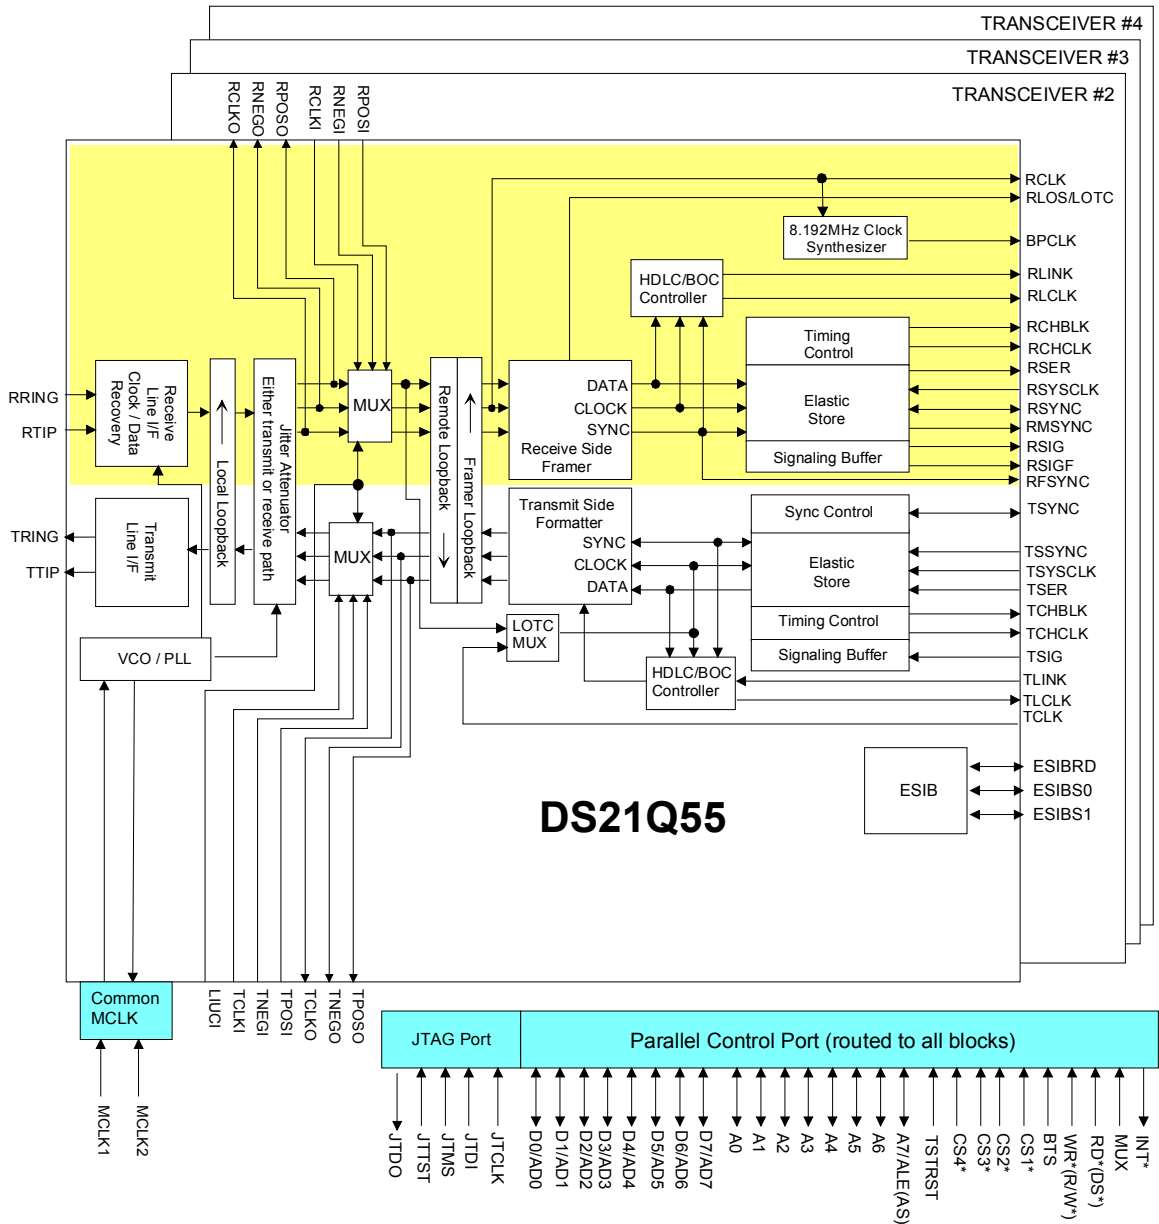 TRANSCEIVER #4
TRANSCEIVER #3
TRANSCEIVER #2
RCLKO
RNEGO
RPOSO
RCLKI
RNEGI
RPOSI
RCLK
RLOS/LOTC
8.192MHz Clock
Synthesizer
BPCLK
HDLC/BOC
Controller
RLINK
RLCLK
Timing
Control
RCHBLK
RCHCLK
RSER
RSYSCLK
RSYNC
RMSYNC
RSIG
RSIGF
RFSYNC
Elastic
Store
Signaling Buffer
RRING
RTIP
Receive
Line I/F
Clock / Data
Recovery
Local Loopback
Jitter Attenuator
Either transmit or receive path
MUX
Remote Loopback
Framer Loopback
DATA
CLOCK
SYNC
Receive Side
Framer
TRING
TTIP
Transmit
Line I/F
MUX
Transmit Side
Formatter
SYNC
CLOCK
DATA
Sync Control
Elastic
Store
Timing Control
Signaling Buffer
TSYNC
TSSYNC
TSYSCLK
TSER
TCHBLK
TCHCLK
TSIG
TLINK
TLCLK
TCLK
LOTC
MUX
HDLC/BOC
Controller
VCO / PLL
ESIB
ESIBRD
ESIBS0
ESIBS1
DS21Q55
Common
MCLK
LIUCI
TCLKI
TNEGI
TPOSI
TCLKO
TNEGO
TPOSO
MCLK1
MCLK2
JTAG Port
Parallel Control Port (routed to all blocks)
JTDO
JTTST
JTMS
JTDI
JTCLK
D0/AD0
D1/AD1
D2/AD2
D3/AD3
D4/AD4
D5/AD5
D6/AD6
D7/AD7
A0
A1
A2
A3
A4
A5
A6
A7/ALE(AS)
TSTRST
CS4*
CS3*
CS2*
CS1*
BTS
WR*(R/W*)
RD*(DS*)
MUX
INT*